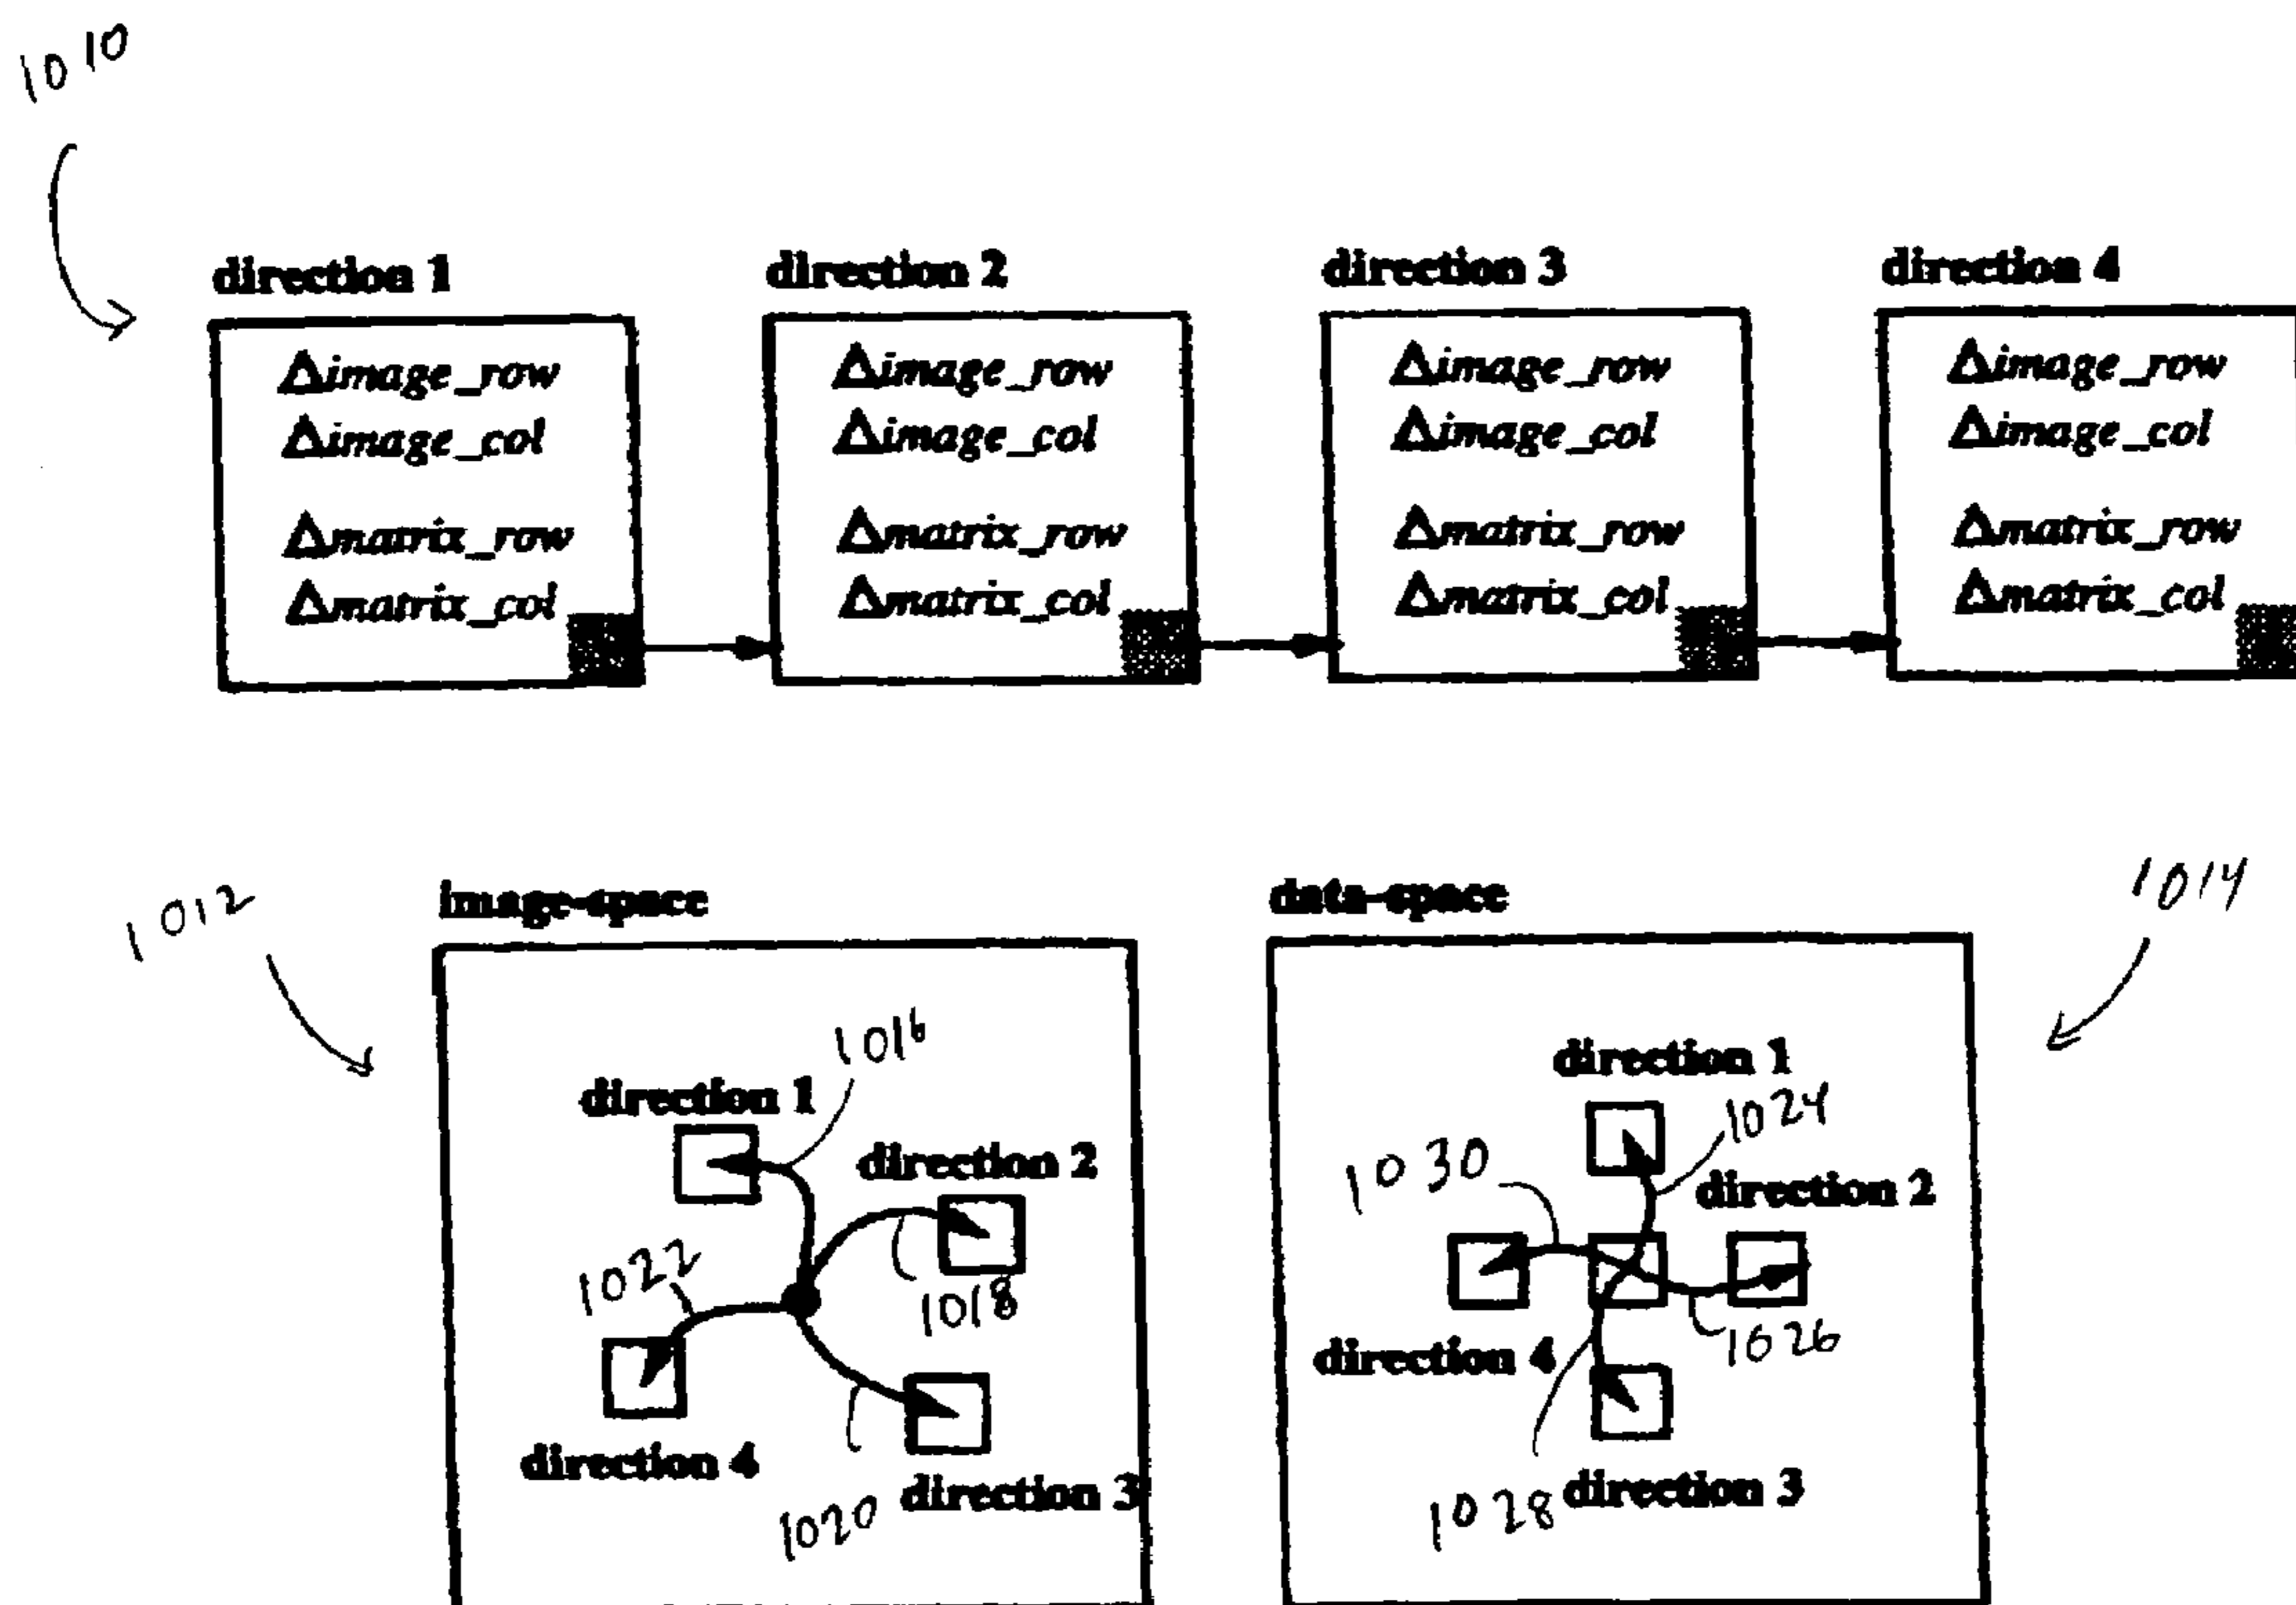 1010
direction 1
direction 2
direction 3
direction 4
Δimage_row
Δimage_col
Δmatrix_row
Δmatrix_col
Δimage_row
Δimage_col
Δmatrix_row
Δmatrix_col
Δimage_row
Δimage_col
Δmatrix_row
Δmatrix_col
Δimage_row
Δimage_col
Δmatrix_row
Δmatrix_col
1012
image-space
direction 1
1016
direction 2
1018
1022
direction 4
1020
direction 3
data-space
1014
direction 1
1024
1030
direction 2
1026
direction 4
1028
direction 3